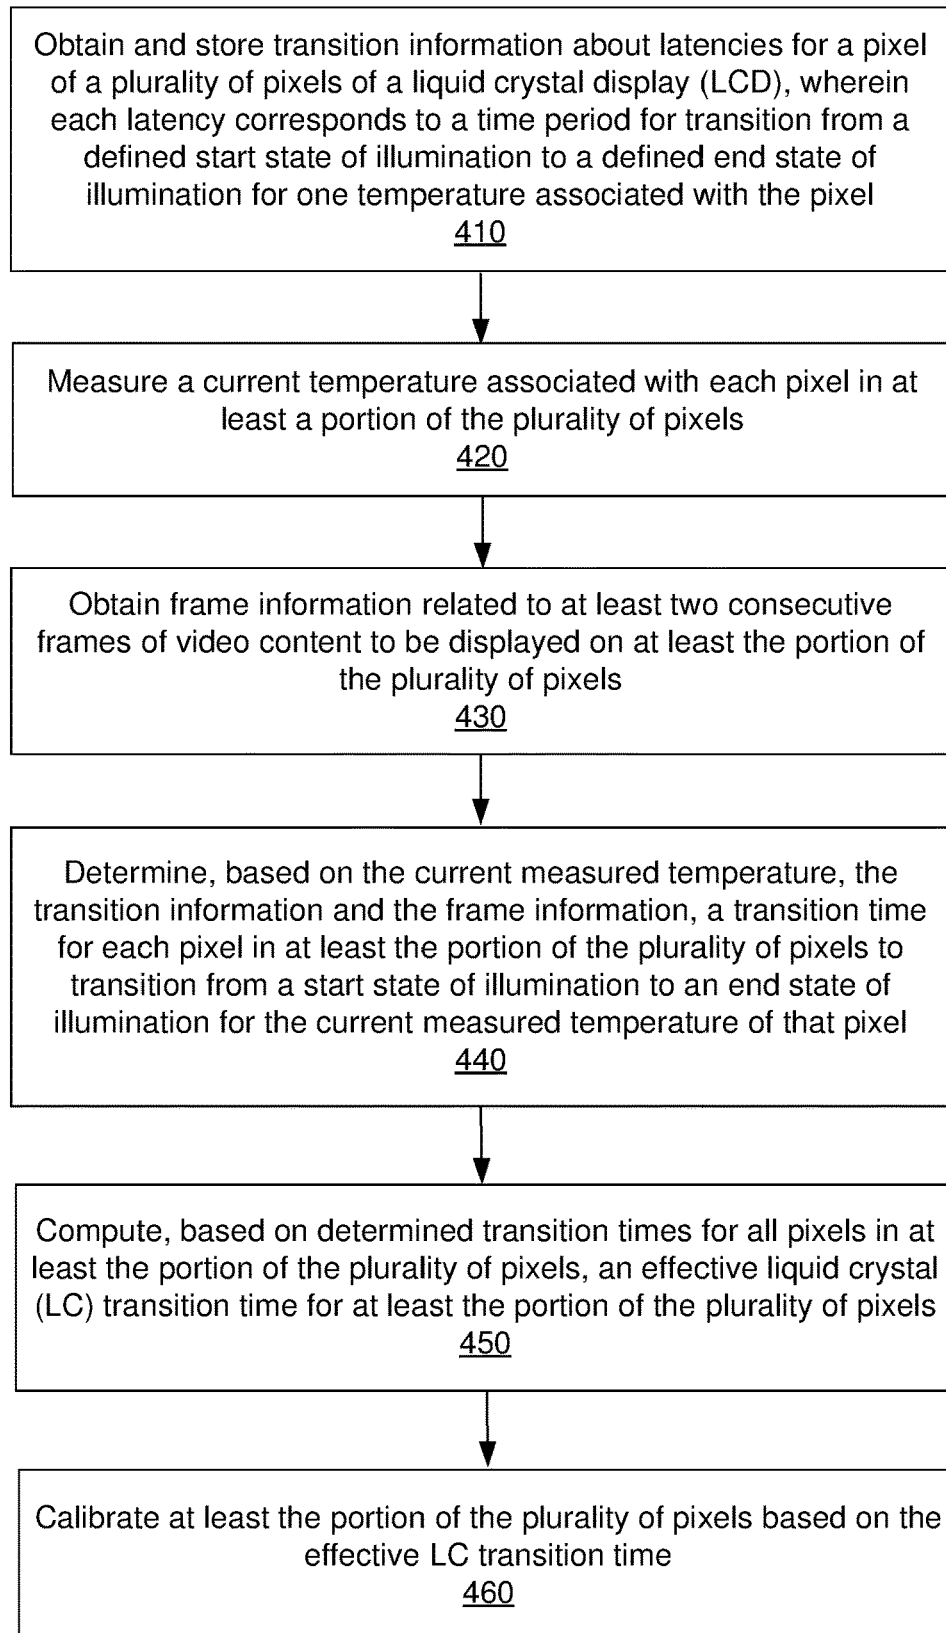 Obtain and store transition information about latencies for a pixel
of a plurality of pixels of a liquid crystal display (LCD), wherein
each latency corresponds to a time period for transition from a
defined start state of illumination to a defined end state of
illumination for one temperature associated with the pixel
410
Measure a current temperature associated with each pixel in at
least a portion of the plurality of pixels
420
Obtain frame information related to at least two consecutive
frames of video content to be displayed on at least the portion of
the plurality of pixels
430
Determine, based on the current measured temperature, the
transition information and the frame information, a transition time
for each pixel in at least the portion of the plurality of pixels to
transition from a start state of illumination to an end state of
illumination for the current measured temperature of that pixel
440
Compute, based on determined transition times for all pixels in at
least the portion of the plurality of pixels, an effective liquid crystal
(LC) transition time for at least the portion of the plurality of pixels
450
Calibrate at least the portion of the plurality of pixels based on the
effective LC transition time
460